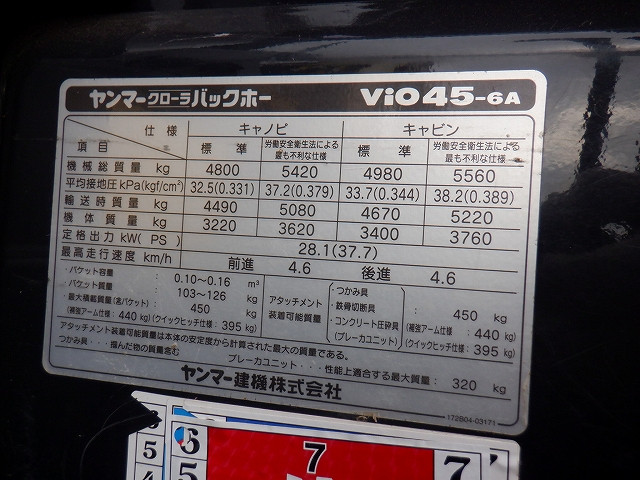 ヤンマークローラバックホー ViO45-6A
仕様 キャノピ キャビン
項目 標準 労働安全衛生法による最も不利な仕様 標準 労働安全衛生法による最も不利な仕様
機械総質量 kg 4800 5420 4980 5560
平均接地圧 kPa(kgf/cm²) 32.5(0.331) 37.2(0.379) 33.7(0.344) 38.2(0.389)
輸送時質量 kg 4490 5080 4670 5220
機体質量 kg 3220 3620 3400 3760
定格出力 kW(PS) 28.1(37.7)
最高走行速度 km/h 前進 4.6 後進 4.6
・バケット容量 : 0.10〜0.16 m³
・バケット質量 : 103〜126 kg
・最大積載質量(満バケット) : 450 kg
(補強アーム仕様: 440 kg)(クイックヒッチ仕様: 395 kg)
アタッチメント装着可能質量
・つかみ具
・鉄骨切断具
・コンクリート圧砕具
(ブレーカユニット)
: 450 kg
(補強アーム仕様: 440 kg)
(クイックヒッチ仕様: 395 kg)
アタッチメント装着可能質量は本体の安定度から計算された最大の質量である。
つかみ具・・・掴んだ物の質量含む
ブレーカユニット・・・性能上適合する最大質量: 320 kg
ヤンマー建機株式会社
172B04-03171
5 6 7 7
4 5